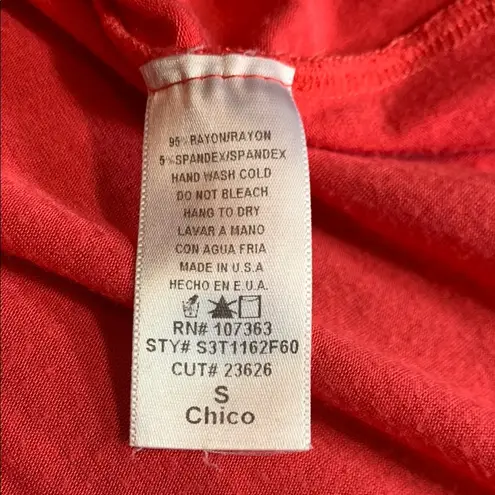 95% RAYON/RAYON
5% SPANDEX/SPANDEX
HAND WASH COLD
DO NOT BLEACH
HANG TO DRY
LAVAR A MANO
CON AGUA FRIA
MADE IN U.S.A
HECHO EN E.U.A.
RN# 107363
STY# S3T1162F60
CUT# 23626
S
Chico